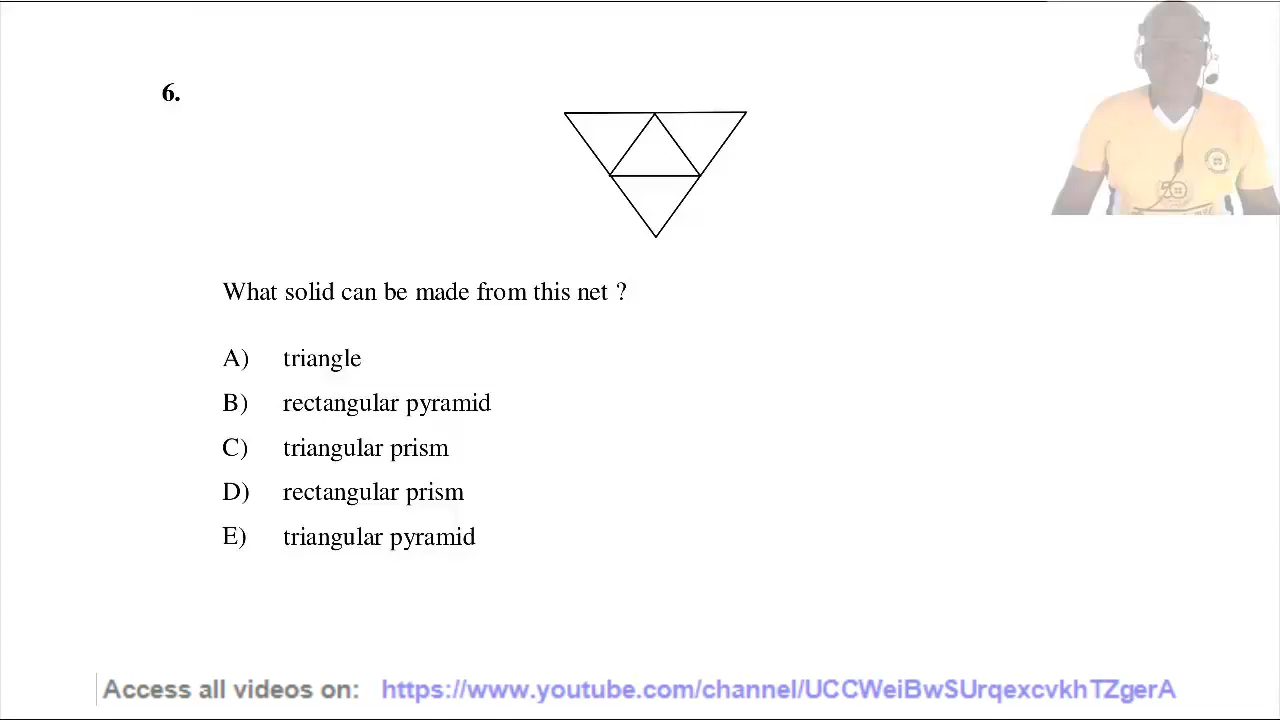 6.
What solid can be made from this net ?
A) triangle
B) rectangular pyramid
C) triangular prism
D) rectangular prism
E) triangular pyramid
Access all videos on: https://www.youtube.com/channel/UCCWeiBwSUrqexcvkhTZgerA